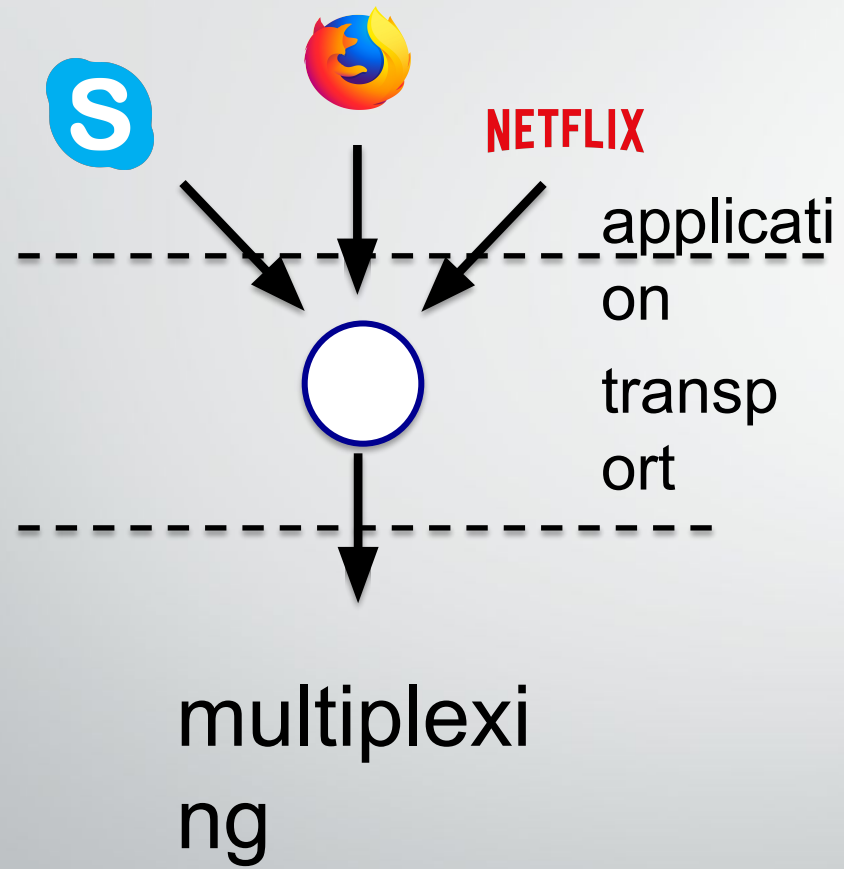 S
NETFLIX
applicati
on
transp
ort
multiplexi
ng